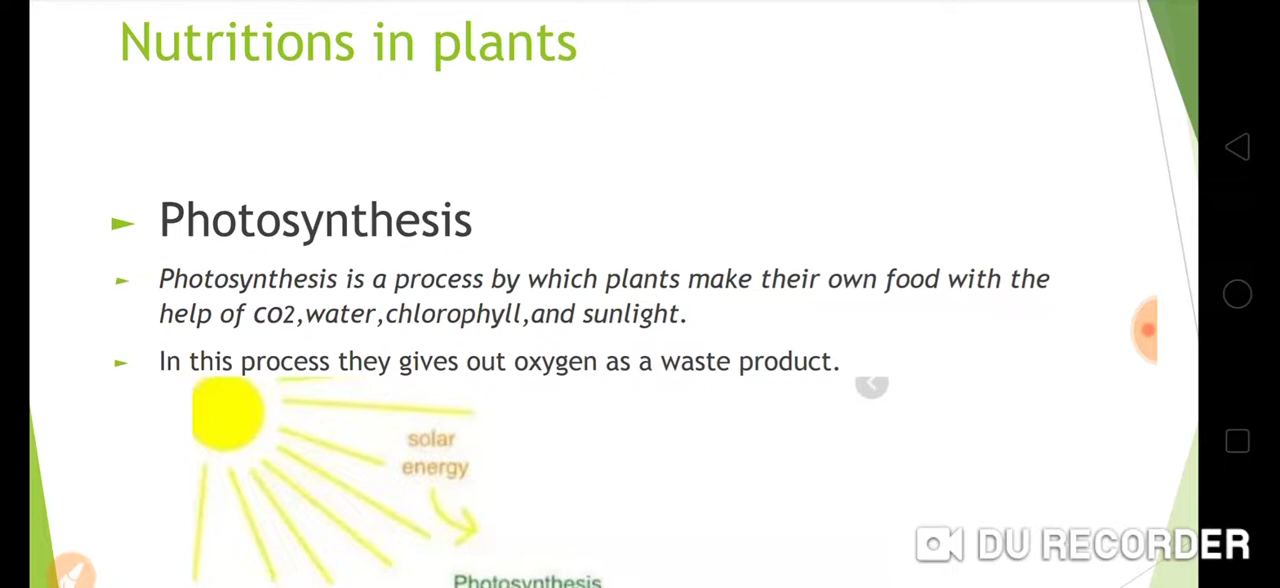 Nutritions in plants
Photosynthesis
Photosynthesis is a process by which plants make their own food with the
help of CO2,water,chlorophyll,and sunlight.
In this process they gives out oxygen as a waste product.
solar
energy
Photosynthesis
DU RECORDER